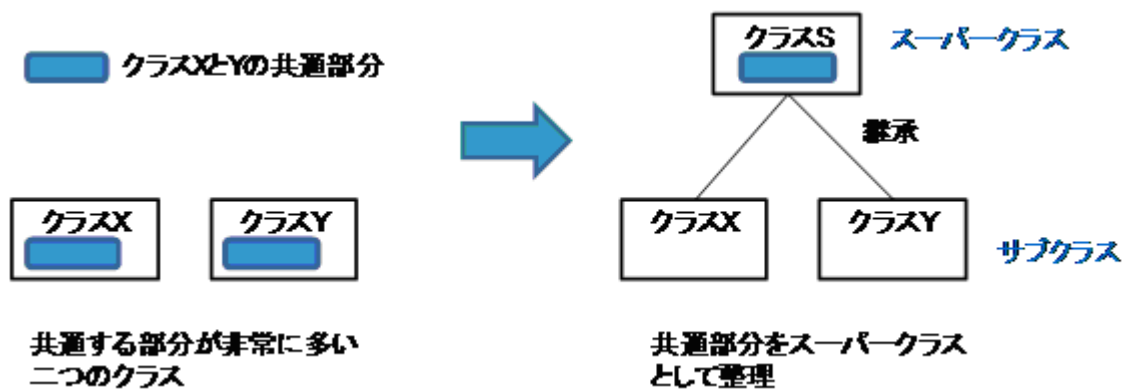 クラスXとYの共通部分
クラスX
クラスY
共通する部分が非常に多い
二つのクラス
クラスS
スーパークラス
継承
クラスX
クラスY
サブクラス
共通部分をスーパークラス
として整理